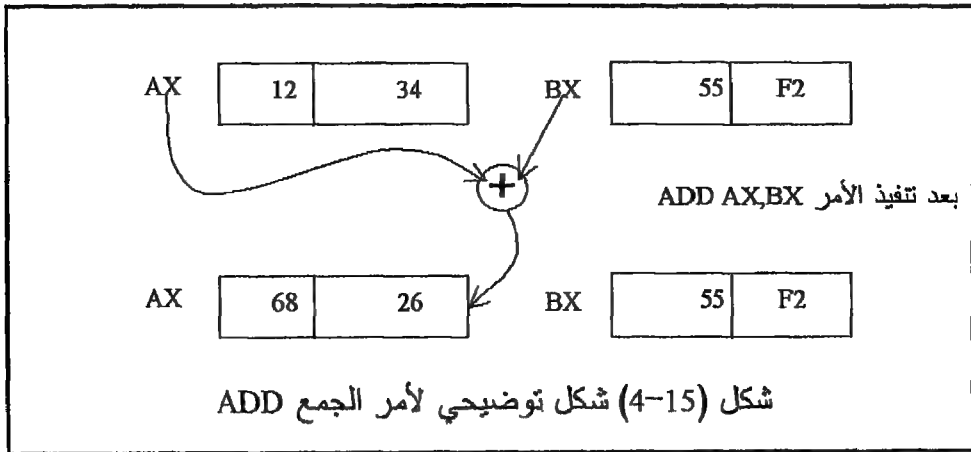 AX 12 34 BX 55 F2
+
بعد تنفيذ الأمر ADD AX,BX
AX 68 26 BX 55 F2
شكل (15-4) شكل توضيحي لأمر الجمع ADD